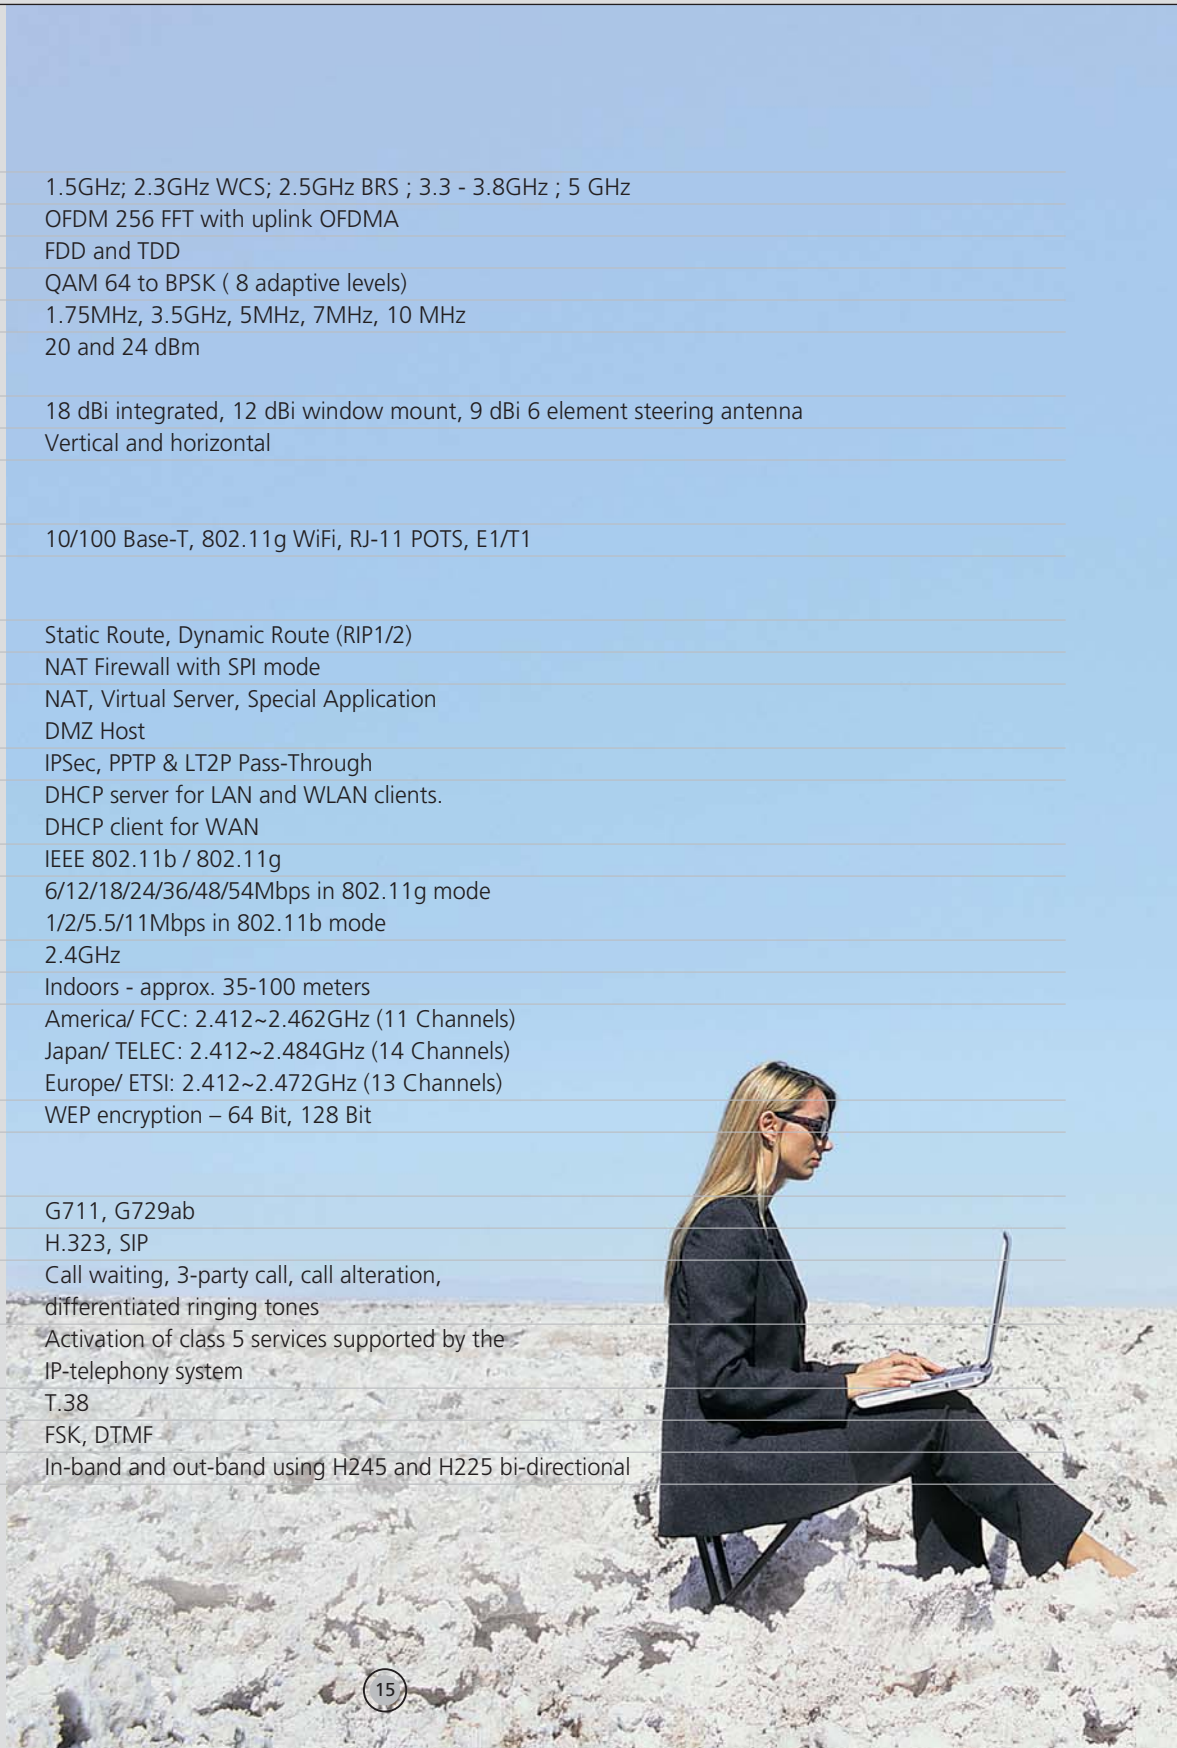 1.5GHz; 2.3GHz WCS; 2.5GHz BRS ; 3.3 - 3.8GHz ; 5 GHz
OFDM 256 FFT with uplink OFDMA
FDD and TDD
QAM 64 to BPSK ( 8 adaptive levels)
1.75MHz, 3.5GHz, 5MHz, 7MHz, 10 MHz
20 and 24 dBm
18 dBi integrated, 12 dBi window mount, 9 dBi 6 element steering antenna
Vertical and horizontal
10/100 Base-T, 802.11g WiFi, RJ-11 POTS, E1/T1
Static Route, Dynamic Route (RIP1/2)
NAT Firewall with SPI mode
NAT, Virtual Server, Special Application
DMZ Host
IPSec, PPTP & LT2P Pass-Through
DHCP server for LAN and WLAN clients.
DHCP client for WAN
IEEE 802.11b / 802.11g
6/12/18/24/36/48/54Mbps in 802.11g mode
1/2/5.5/11Mbps in 802.11b mode
2.4GHz
Indoors - approx. 35-100 meters
America/ FCC: 2.412~2.462GHz (11 Channels)
Japan/ TELEC: 2.412~2.484GHz (14 Channels)
Europe/ ETSI: 2.412~2.472GHz (13 Channels)
WEP encryption – 64 Bit, 128 Bit
G711, G729ab
H.323, SIP
Call waiting, 3-party call, call alteration,
differentiated ringing tones
Activation of class 5 services supported by the
IP-telephony system
T.38
FSK, DTMF
In-band and out-band using H245 and H225 bi-directional
15